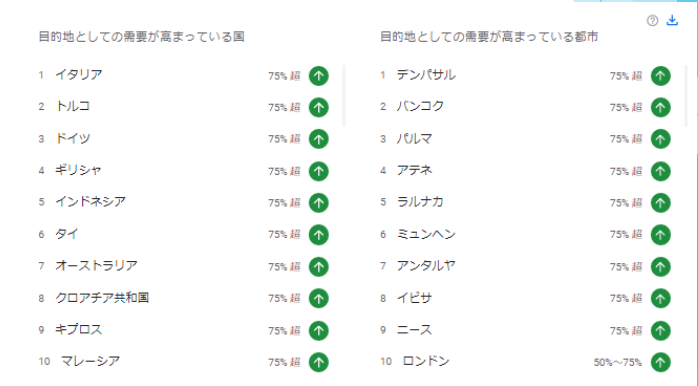 目的地としての需要が高まっている国
1 イタリア 75% 超
2 トルコ 75% 超
3 ドイツ 75% 超
4 ギリシャ 75% 超
5 インドネシア 75% 超
6 タイ 75% 超
7 オーストラリア 75% 超
8 クロアチア共和国 75% 超
9 キプロス 75% 超
10 マレーシア 75% 超
目的地としての需要が高まっている都市
1 デンパサル 75% 超
2 バンコク 75% 超
3 パルマ 75% 超
4 アテネ 75% 超
5 ラルナカ 75% 超
6 ミュンヘン 75% 超
7 アンタルヤ 75% 超
8 イビサ 75% 超
9 ニース 75% 超
10 ロンドン 50%～75%